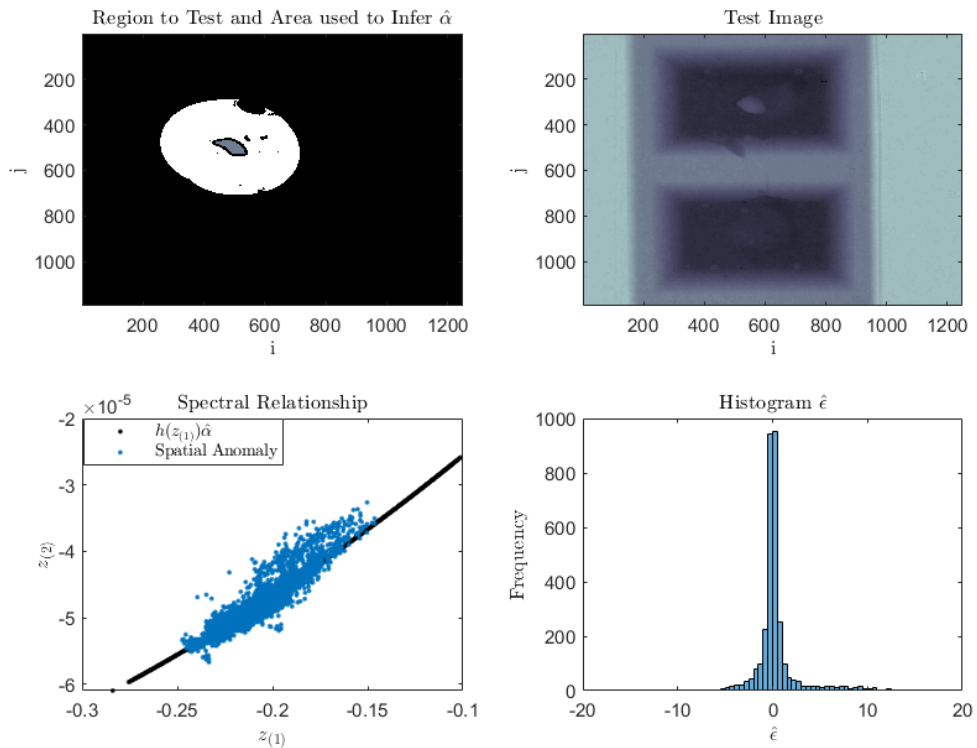 Region to Test and Area used to Infer α̂
200
400
600
800
1000
j
200 400 600 800 1000 1200
i
Test Image
200
400
600
800
1000
j
200 400 600 800 1000 1200
i
Spectral Relationship
×10⁻⁵
-2
-3
-4
-5
-6
z₍₂₎
h(z₍₁₎)α̂
Spatial Anomaly
-0.3 -0.25 -0.2 -0.15 -0.1
z₍₁₎
Histogram ε̂
1000
800
600
400
200
0
Frequency
-20 -10 0 10 20
ε̂